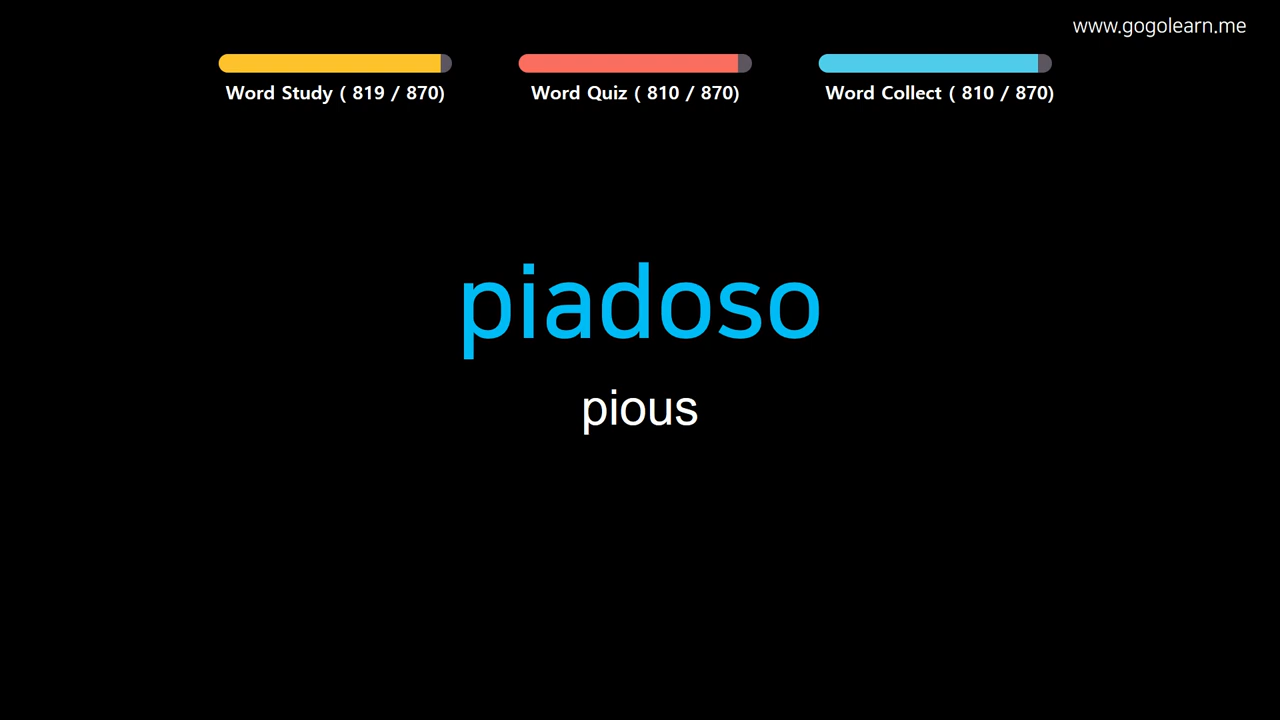 www.gogolearn.me
Word Study ( 819 / 870)
Word Quiz ( 810 / 870)
Word Collect ( 810 / 870)
piadoso
pious